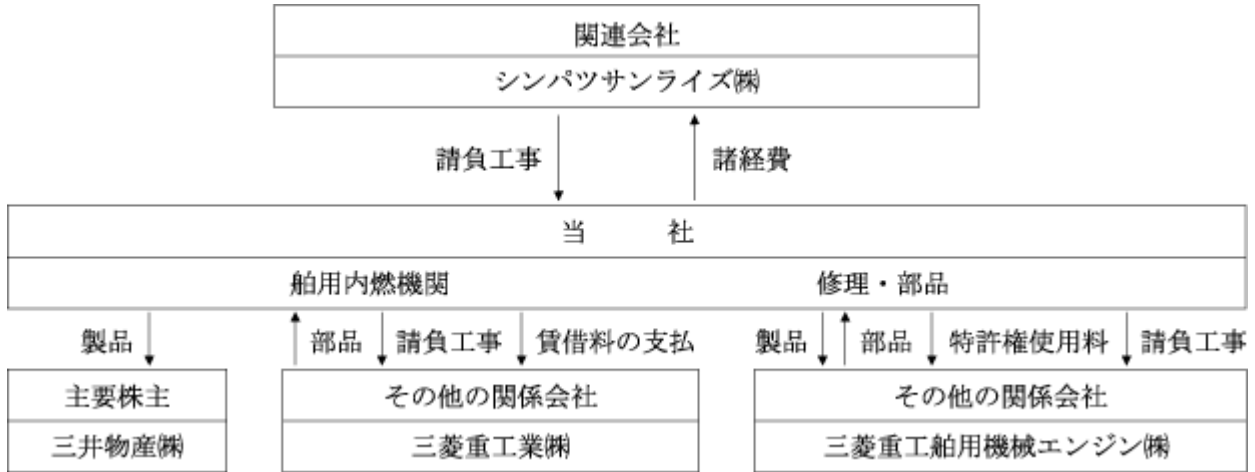 関連会社
シンパツサンライズ㈱
請負工事 諸経費
当 社
舶用内燃機関 修理・部品
製品 部品 請負工事 賃借料の支払 製品 部品 特許権使用料 請負工事
主要株主 その他の関係会社 その他の関係会社
三井物産㈱ 三菱重工業㈱ 三菱重工舶用機械エンジン㈱